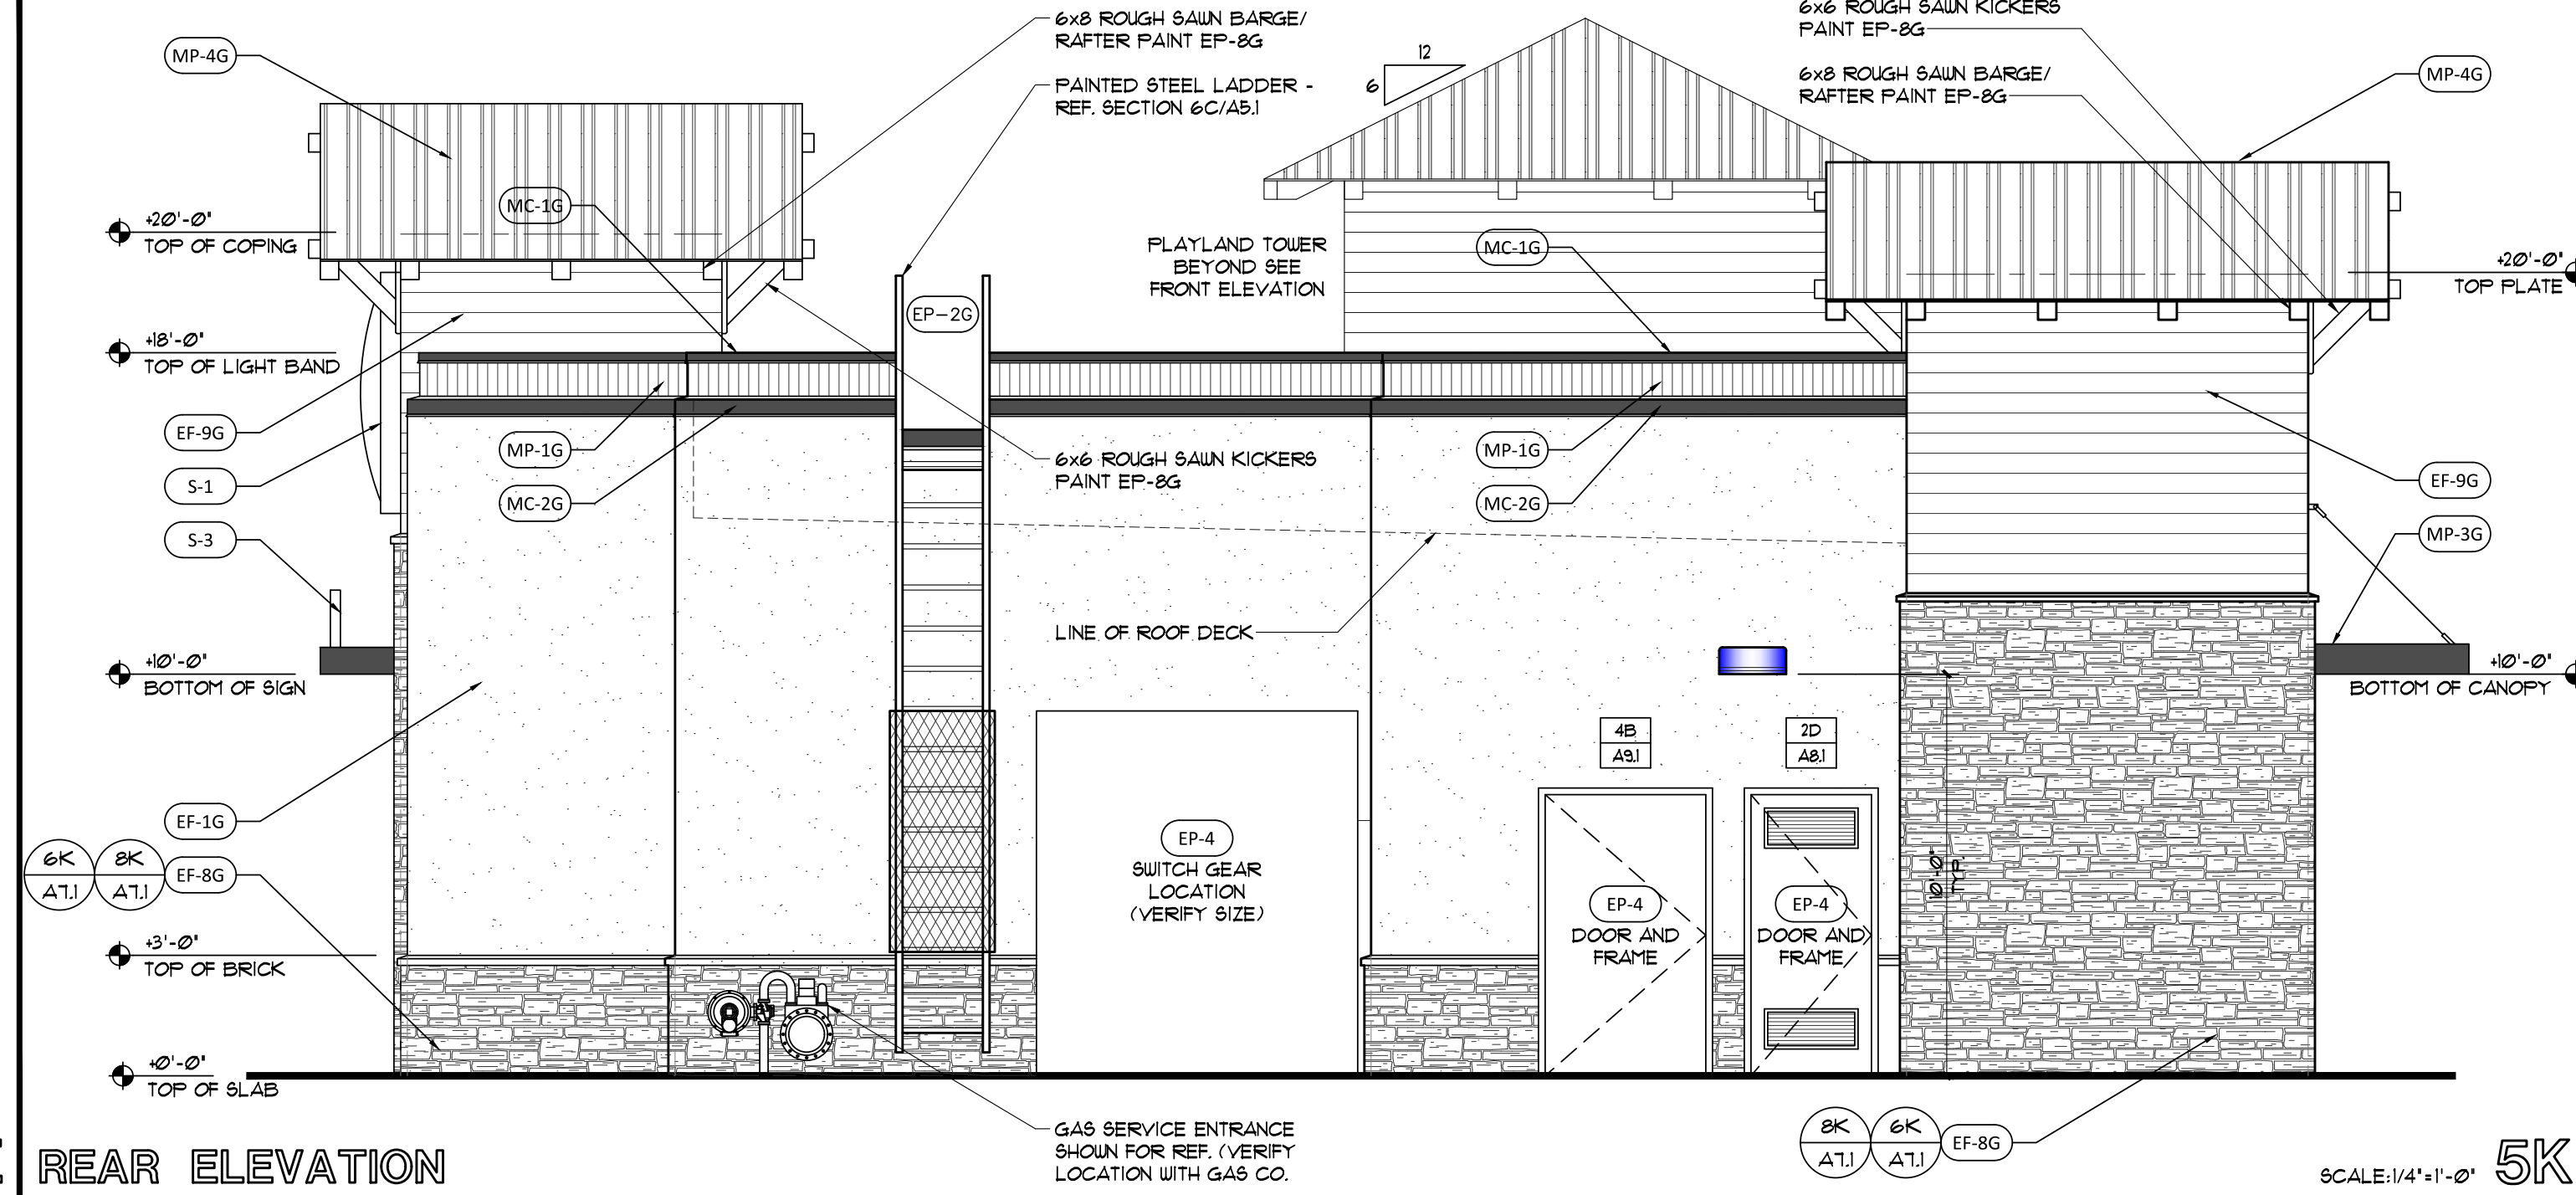 6x8 ROUGH SAWN BARGE/
RAFTER PAINT EP-8G
PAINTED STEEL LADDER -
REF. SECTION 6C/A5.1
12
6
6x6 ROUGH SAWN KICKERS
PAINT EP-8G
6x8 ROUGH SAWN BARGE/
RAFTER PAINT EP-8G
MP-4G
MP-4G
MC-1G
+20'-0"
TOP OF COPING
PLAYLAND TOWER
BEYOND SEE
FRONT ELEVATION
MC-1G
+20'-0"
TOP PLATE
EP-2G
+18'-0"
TOP OF LIGHT BAND
EF-9G
S-1
S-3
MP-1G
MC-2G
6x6 ROUGH SAWN KICKERS
PAINT EP-8G
MP-1G
MC-2G
EF-9G
MP-3G
LINE OF ROOF DECK
+10'-0"
BOTTOM OF SIGN
+10'-0"
BOTTOM OF CANOPY
4B
A9.1
2D
A8.1
EF-1G
6K
A7.1
8K
A7.1
EF-8G
EP-4
SWITCH GEAR
LOCATION
(VERIFY SIZE)
EP-4
DOOR AND
FRAME
EP-4
DOOR AND
FRAME
10'-0"
TYP.
+3'-0"
TOP OF BRICK
+0'-0"
TOP OF SLAB
GAS SERVICE ENTRANCE
SHOWN FOR REF. (VERIFY
LOCATION WITH GAS CO.
8K
A7.1
6K
A7.1
EF-8G
REAR ELEVATION
SCALE:1/4"=1'-0"
5K